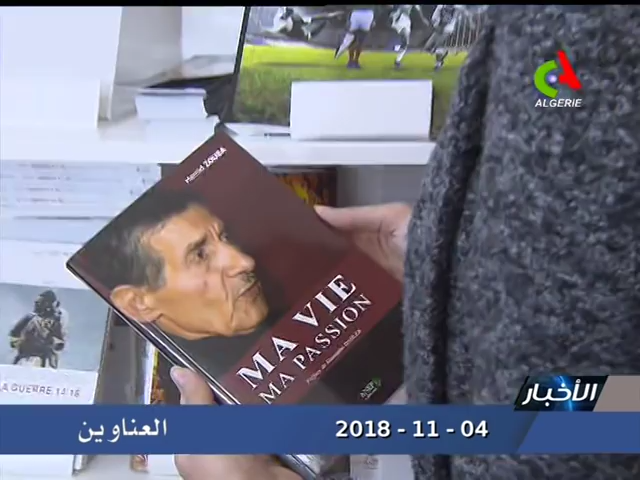 ALGERIE
Hamid ZOUBA
MA VIE
MA PASSION
LA GUERRE 14-18
الأخبار
العناوين
2018 - 11 - 04